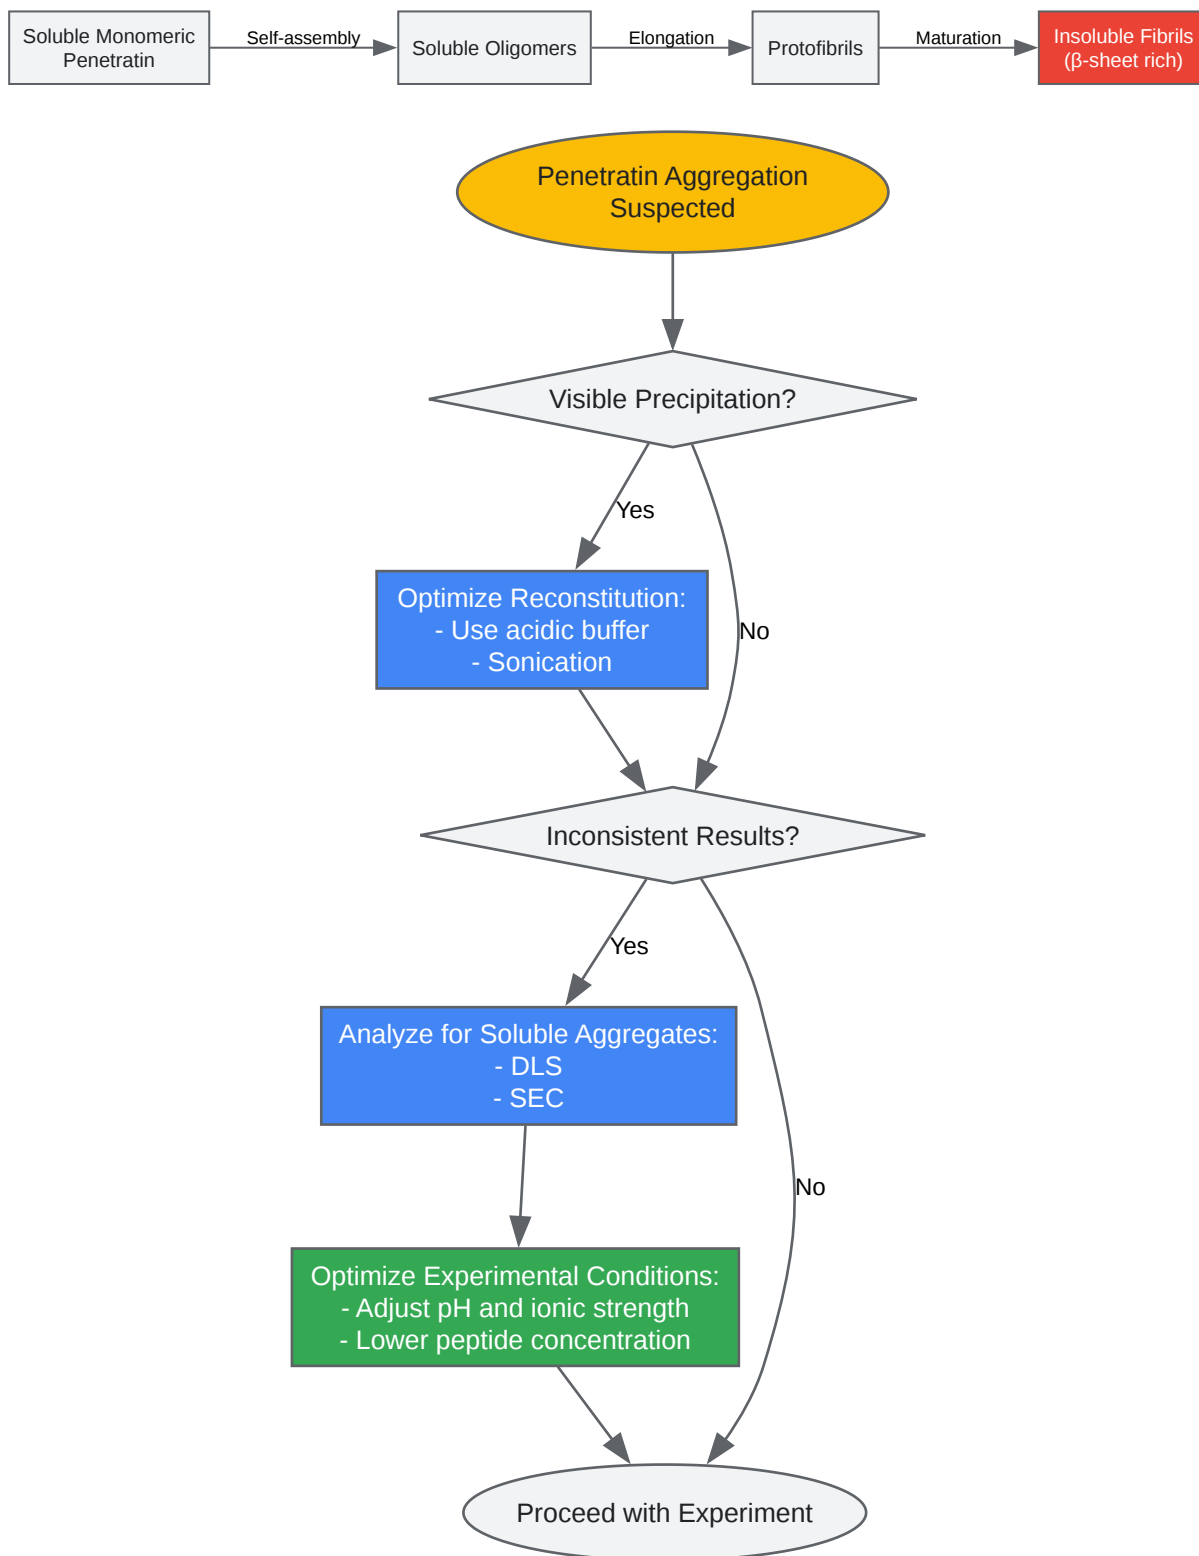 Soluble Monomeric
Penetratin
Self-assembly
Soluble Oligomers
Elongation
Protofibrils
Maturation
Insoluble Fibrils
(β-sheet rich)
Penetratin Aggregation
Suspected
Visible Precipitation?
Yes
Optimize Reconstitution:
- Use acidic buffer
- Sonication
No
Inconsistent Results?
Yes
Analyze for Soluble Aggregates:
- DLS
- SEC
No
Optimize Experimental Conditions:
- Adjust pH and ionic strength
- Lower peptide concentration
Proceed with Experiment